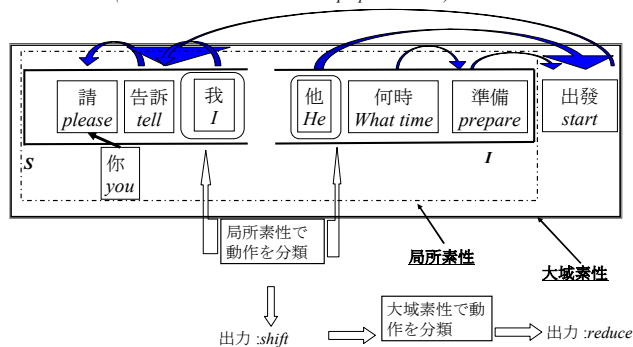 請 告訴 我 他 何時 準備 出發
please tell I He What time prepare start
S 你 I
you
局所素性で
動作を分類
局所素性
大域素性
大域素性で動
作を分類
出力:shift
出力:reduce